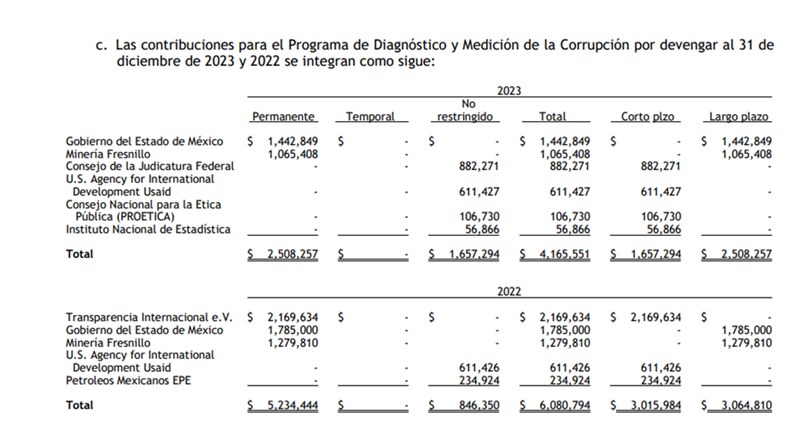 c. Las contribuciones para el Programa de Diagnóstico y Medición de la Corrupción por devengar al 31 de
diciembre de 2023 y 2022 se integran como sigue:
2023
No
Permanente Temporal restringido Total Corto plzo Largo plazo
Gobierno del Estado de México $ 1,442,849 $ - $ - $ 1,442,849 $ - $ 1,442,849
Minería Fresnillo 1,065,408 - - 1,065,408 - 1,065,408
Consejo de la Judicatura Federal - - 882,271 882,271 882,271 -
U.S. Agency for International
Development Usaid - - 611,427 611,427 611,427 -
Consejo Nacional para la Etica
Pública (PROETICA) - - 106,730 106,730 106,730 -
Instituto Nacional de Estadística - - 56,866 56,866 56,866 -
Total $ 2,508,257 $ - $ 1,657,294 $ 4,165,551 $ 1,657,294 $ 2,508,257
2022
Transparencia Internacional e.V. $ 2,169,634 $ - $ - $ 2,169,634 $ 2,169,634 $ -
Gobierno del Estado de México 1,785,000 - - 1,785,000 - 1,785,000
Minería Fresnillo 1,279,810 - - 1,279,810 - 1,279,810
U.S. Agency for International
Development Usaid - - 611,426 611,426 611,426 -
Petroleos Mexicanos EPE - - 234,924 234,924 234,924 -
Total $ 5,234,444 $ - $ 846,350 $ 6,080,794 $ 3,015,984 $ 3,064,810